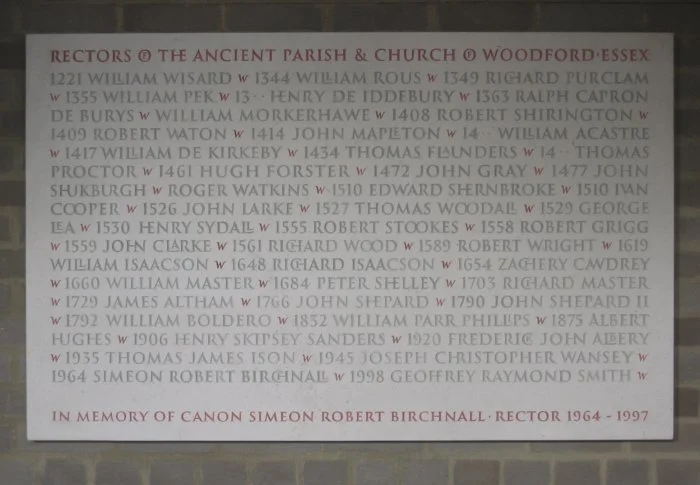 RECTORS OF THE ANCIENT PARISH & CHURCH OF WOODFORD·ESSEX
1221 WILLIAM WISARD W 1344 WILLIAM ROUS W 1349 RICHARD PURCLAM
W 1355 WILLIAM PEK W 13·· HENRY DE IDDEBURY W 1363 RALPH CAPRON
DE BURYS W WILLIAM MORKERHAWE W 1408 ROBERT SHIRINGTON W
1409 ROBERT WATON W 1414 JOHN MAPLETON W 14·· WILLIAM ACASTRE
W 1417 WILLIAM DE KIRKEBY W 1434 THOMAS FLAUNDERS W 14·· THOMAS
PROCTOR W 1461 HUGH FORSTER W 1472 JOHN GRAY W 1477 JOHN
SHUKBURGH W ROGER WATKINS W 1510 EDWARD SHERNBROKE W 1510 IVAN
COOPER W 1526 JOHN LARKE W 1527 THOMAS WOODALL W 1529 GEORGE
LEA W 1530 HENRY SYDALL W 1555 ROBERT STOOKES W 1558 ROBERT GRIGG
W 1559 JOHN CLARKE W 1561 RICHARD WOOD W 1589 ROBERT WRIGHT W 1619
WILLIAM ISAACSON W 1648 RICHARD ISAACSON W 1654 ZACHERY CAWDREY
W 1660 WILLIAM MASTER W 1684 PETER SHELLEY W 1703 RICHARD MASTER
W 1729 JAMES ALTHAM W 1766 JOHN SHEPARD W 1790 JOHN SHEPARD II
W 1792 WILLIAM BOLDERO W 1832 WILLIAM PARR PHILLIPS W 1875 ALBERT
HUGHES W 1906 HENRY SKIPSEY SANDERS W 1920 FREDERIC JOHN ALBERY
W 1935 THOMAS JAMES ISON W 1945 JOSEPH CHRISTOPHER WANSEY W
1964 SIMEON ROBERT BIRCHNALL W 1998 GEOFFREY RAYMOND SMITH W
IN MEMORY OF CANON SIMEON ROBERT BIRCHNALL·RECTOR 1964-1997